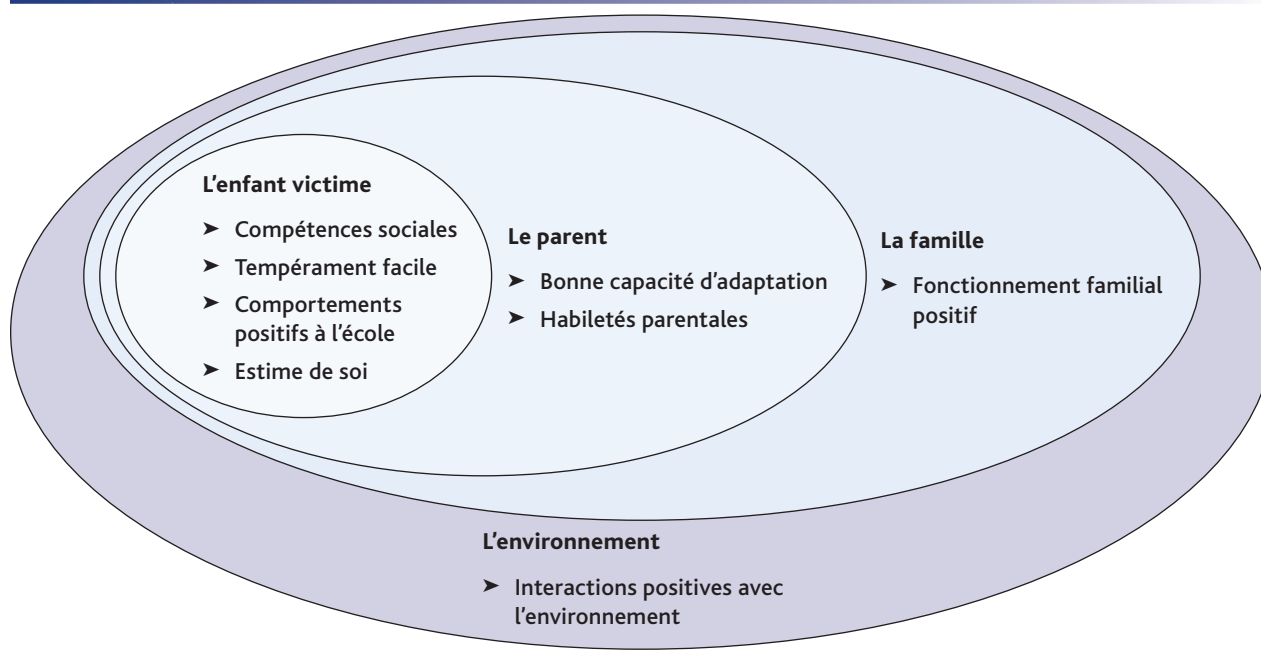 L'enfant victime
➤ Compétences sociales
➤ Tempérament facile
➤ Comportements
positifs à l'école
➤ Estime de soi
Le parent
➤ Bonne capacité d'adaptation
➤ Habiletés parentales
La famille
➤ Fonctionnement familial
positif
L'environnement
➤ Interactions positives avec
l'environnement